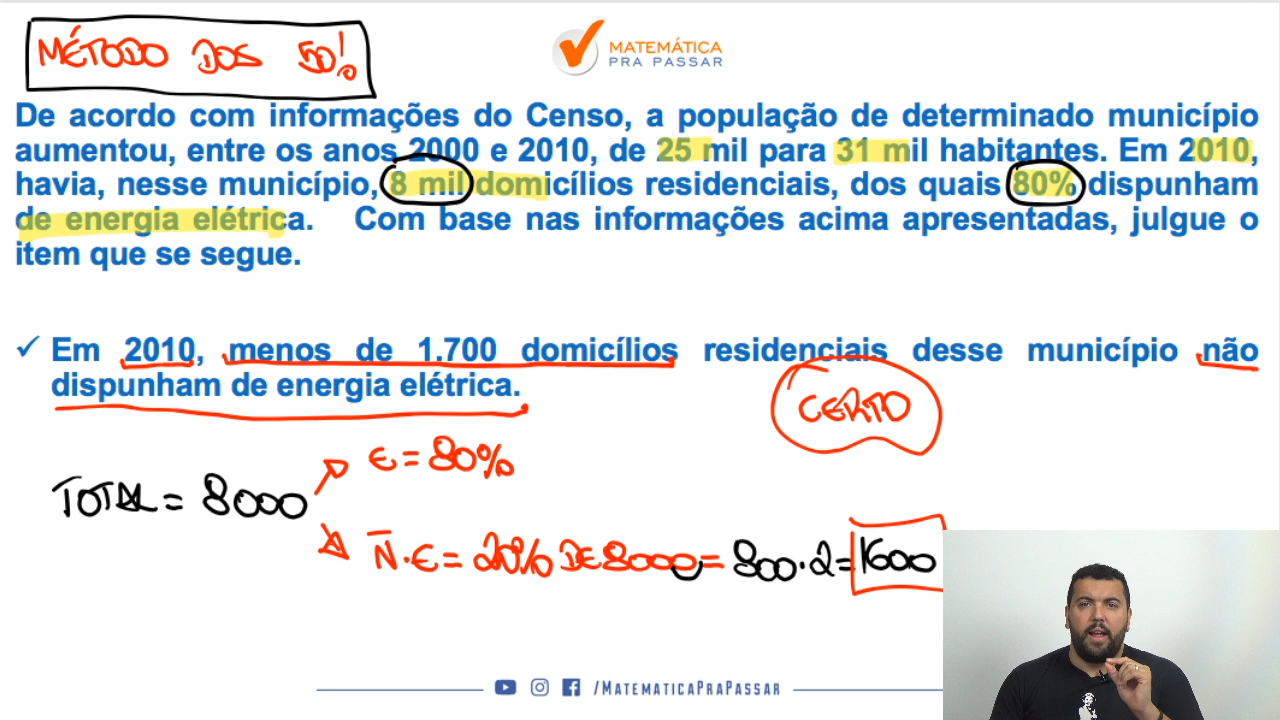 MÉTODO DOS 50!
MATEMÁTICA
PRA PASSAR
De acordo com informações do Censo, a população de determinado município
aumentou, entre os anos 2000 e 2010, de 25 mil para 31 mil habitantes. Em 2010,
havia, nesse município, 8 mil domicílios residenciais, dos quais 80% dispunham
de energia elétrica. Com base nas informações acima apresentadas, julgue o
item que se segue.
✓ Em 2010, menos de 1.700 domicílios residenciais desse município não
dispunham de energia elétrica.
CERTO
E = 80%
TOTAL = 8000
N.E = 20% DE 8000 = 800·2 = 1600
/MATEMATICAPRAPASSAR